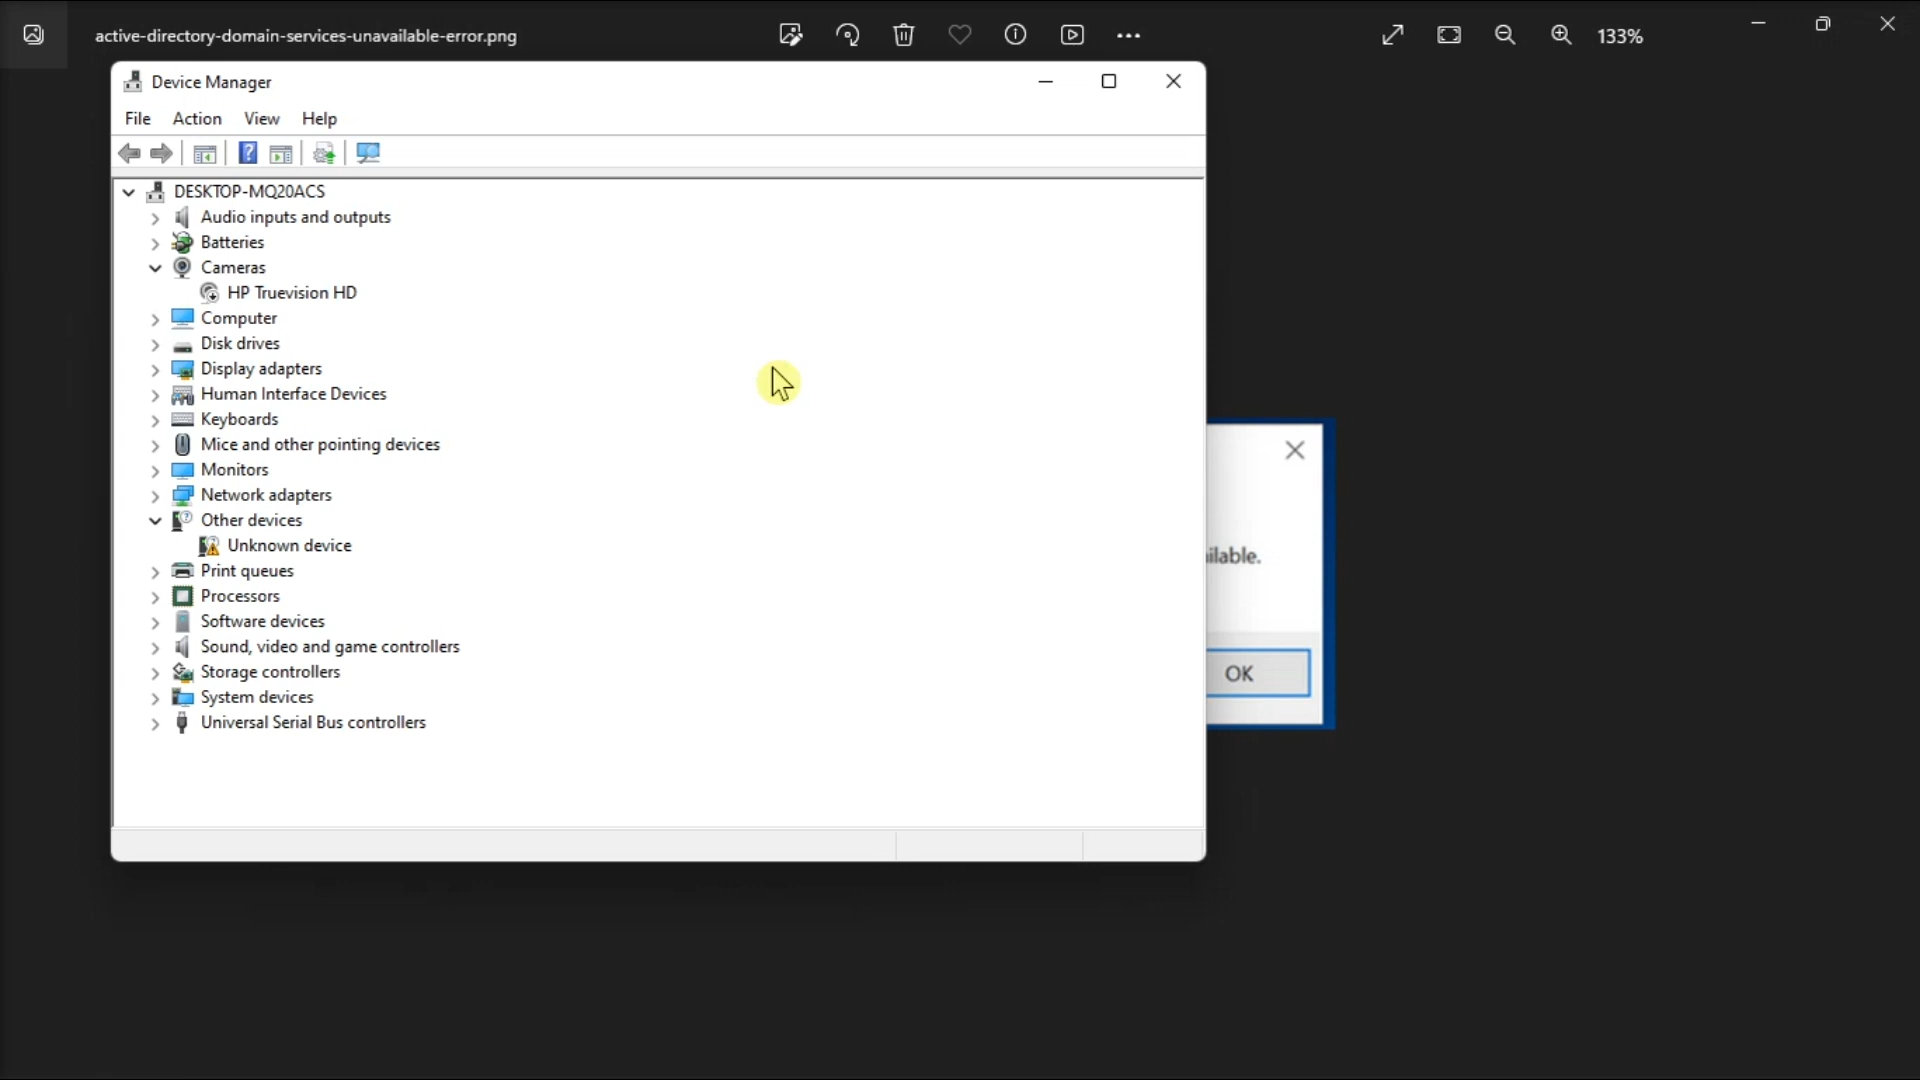 active-directory-domain-services-unavailable-error.png
133%
Device Manager
File Action View Help
DESKTOP-MQ20ACS
Audio inputs and outputs
Batteries
Cameras
HP Truevision HD
Computer
Disk drives
Display adapters
Human Interface Devices
Keyboards
Mice and other pointing devices
Monitors
Network adapters
Other devices
Unknown device
Print queues
Processors
Software devices
Sound, video and game controllers
Storage controllers
System devices
Universal Serial Bus controllers
ilable.
OK